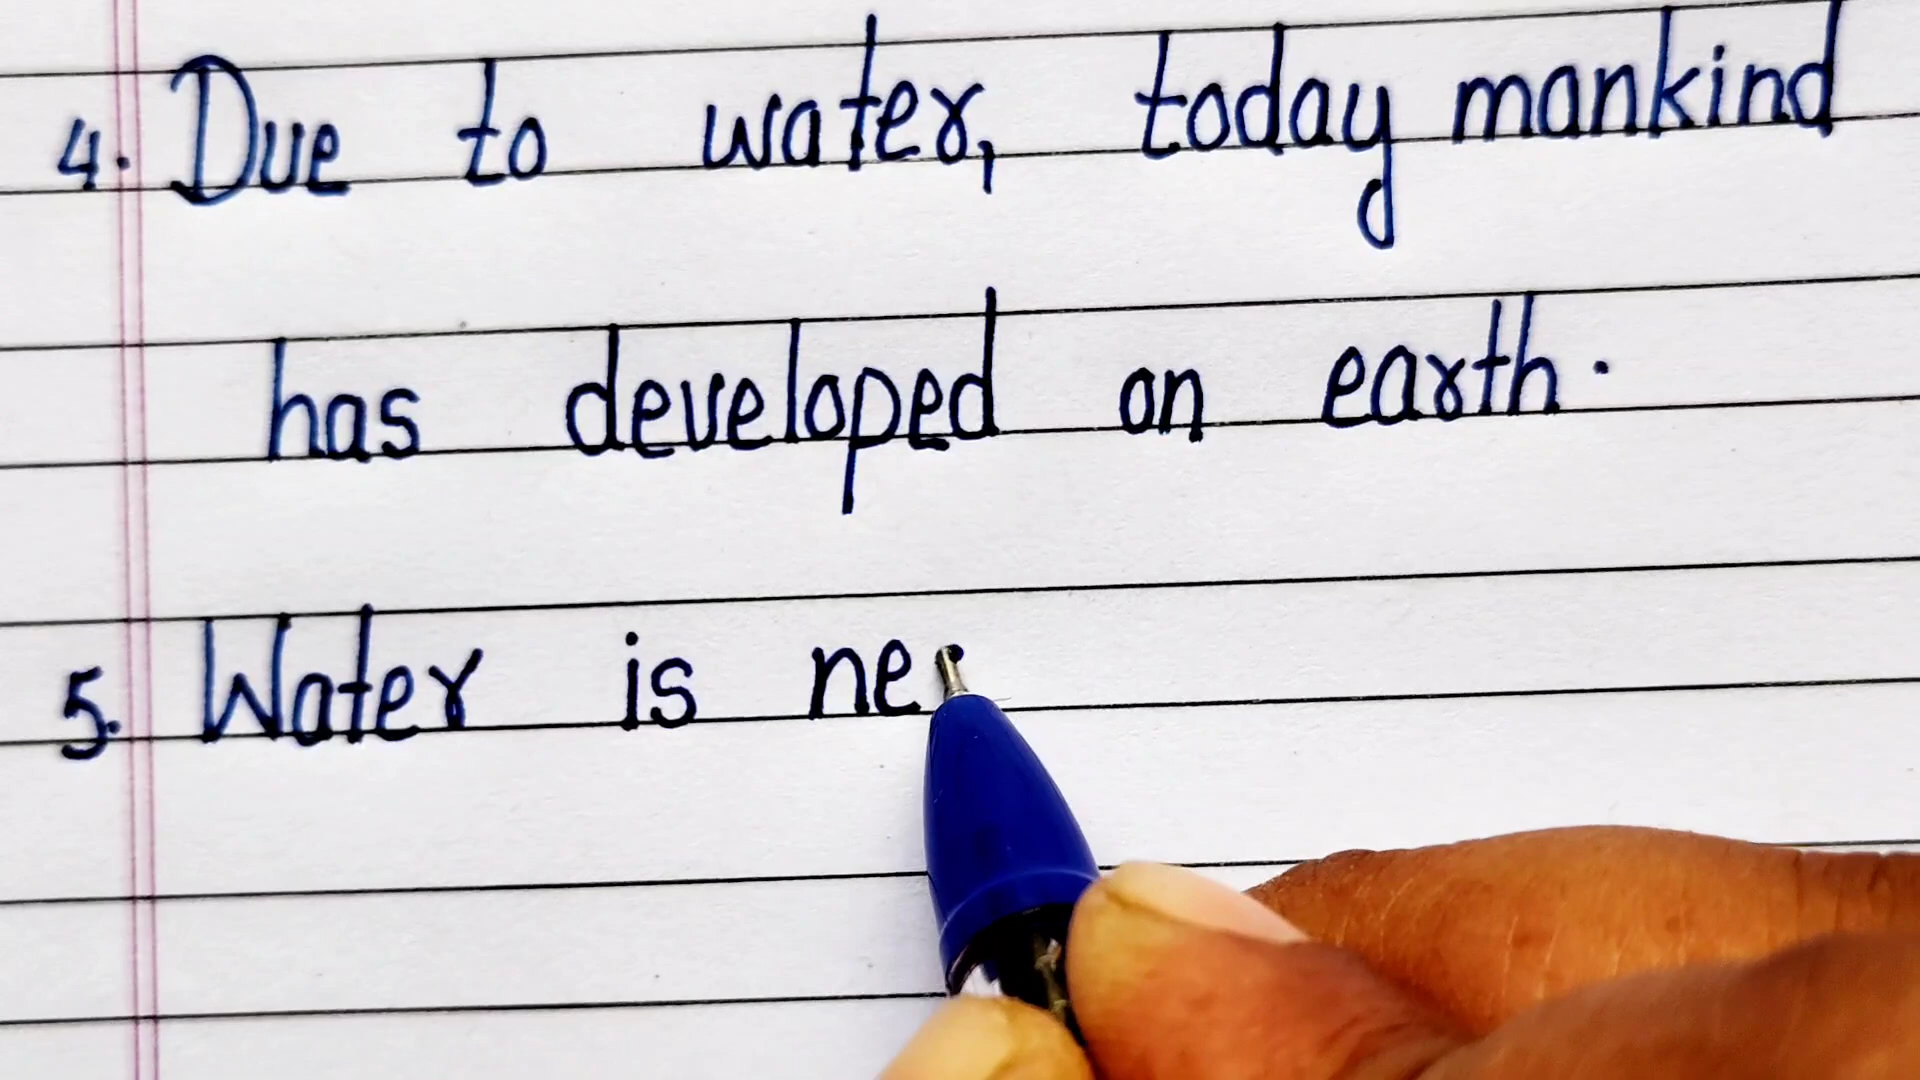 4. Due to water, today mankind
has developed on earth.
5. Water is ne